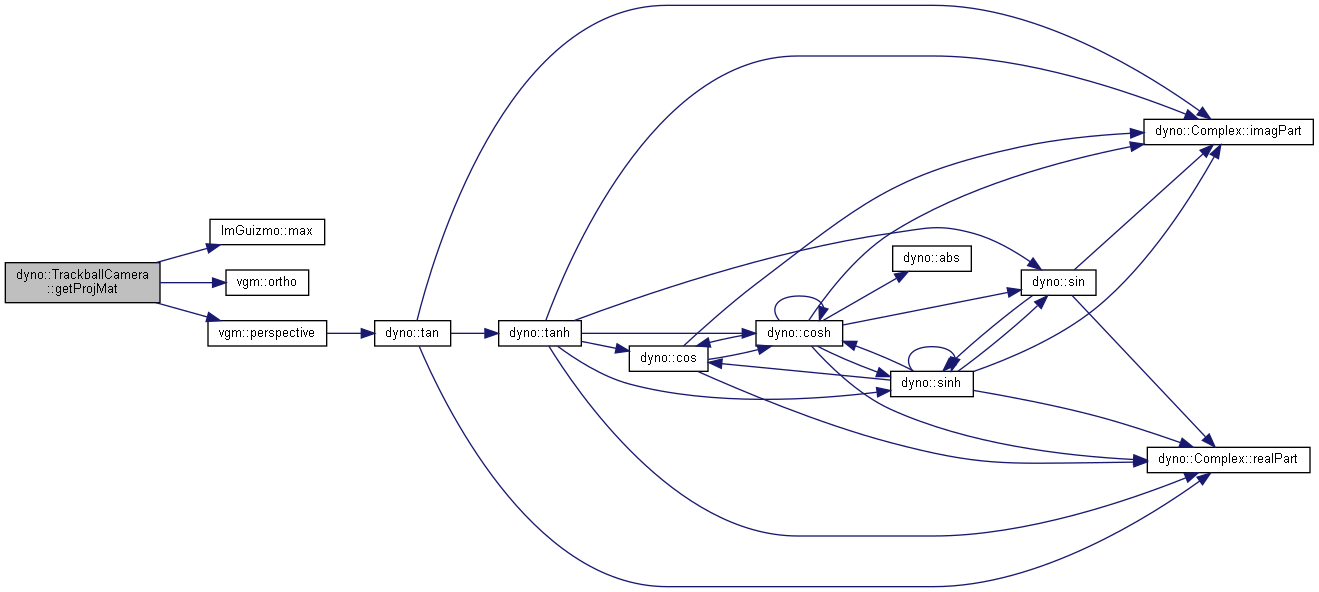 dyno::TrackballCamera
::getProjMat
ImGuizmo::max
vgm::ortho
vgm::perspective
dyno::tan
dyno::tanh
dyno::cos
dyno::cosh
dyno::abs
dyno::sinh
dyno::sin
dyno::Complex::imagPart
dyno::Complex::realPart